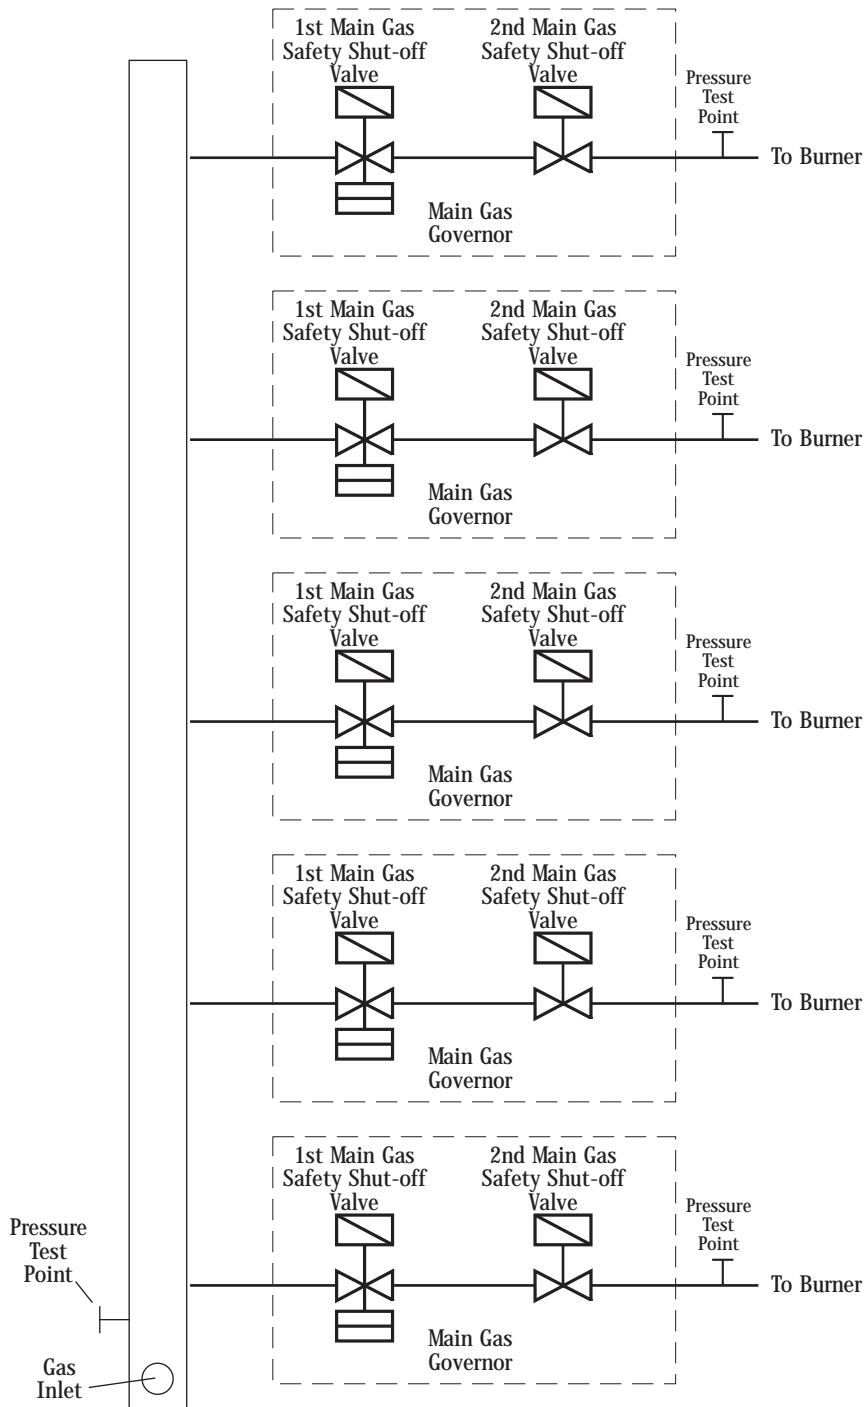 1st Main Gas
Safety Shut-off
Valve
2nd Main Gas
Safety Shut-off
Valve
Pressure
Test
Point
To Burner
Main Gas
Governor
1st Main Gas
Safety Shut-off
Valve
2nd Main Gas
Safety Shut-off
Valve
Pressure
Test
Point
To Burner
Main Gas
Governor
1st Main Gas
Safety Shut-off
Valve
2nd Main Gas
Safety Shut-off
Valve
Pressure
Test
Point
To Burner
Main Gas
Governor
1st Main Gas
Safety Shut-off
Valve
2nd Main Gas
Safety Shut-off
Valve
Pressure
Test
Point
To Burner
Main Gas
Governor
1st Main Gas
Safety Shut-off
Valve
2nd Main Gas
Safety Shut-off
Valve
Pressure
Test
Point
To Burner
Main Gas
Governor
Pressure
Test
Point
Gas
Inlet